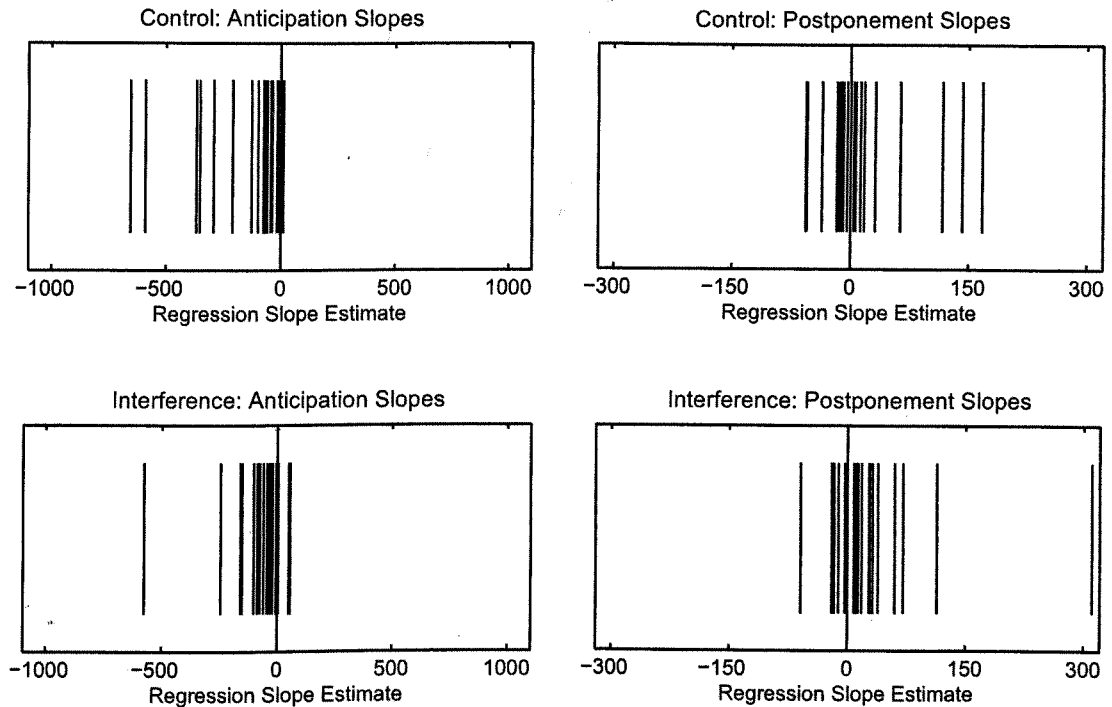 Control: Anticipation Slopes
−1000 −500 0 500 1000
Regression Slope Estimate
Control: Postponement Slopes
−300 −150 0 150 300
Regression Slope Estimate
Interference: Anticipation Slopes
−1000 −500 0 500 1000
Regression Slope Estimate
Interference: Postponement Slopes
−300 −150 0 150 300
Regression Slope Estimate